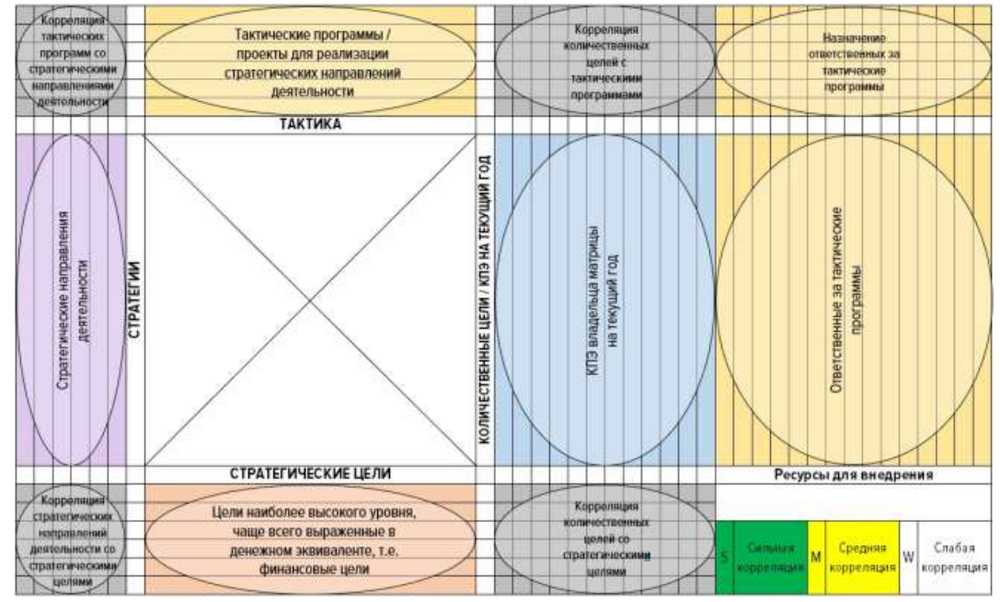 Корреляция
тактических
программ со
стратегическими
направлениями
деятельности
Тактические программы /
проекты для реализации
стратегических направлений
деятельности
Корреляция
количественных
целей с
тактическими
программами
Назначение
ответственных за
тактические
программы
ТАКТИКА
Стратегические направления
деятельности
СТРАТЕГИИ
КОЛИЧЕСТВЕННЫЕ ЦЕЛИ / КПЭ НА ТЕКУЩИЙ ГОД
КПЭ владельца матрицы
на текущий год
Ответственные за тактические
программы
СТРАТЕГИЧЕСКИЕ ЦЕЛИ
Ресурсы для внедрения
Корреляция
стратегических
направлений
деятельности со
стратегическими
целями
Цели наиболее высокого уровня,
чаще всего выраженные в
денежном эквиваленте, т.е.
финансовые цели
Корреляция
количественных
целей со
стратегическими
целями
S
Сильная
корреляция
M
Средняя
корреляция
W
Слабая
корреляция